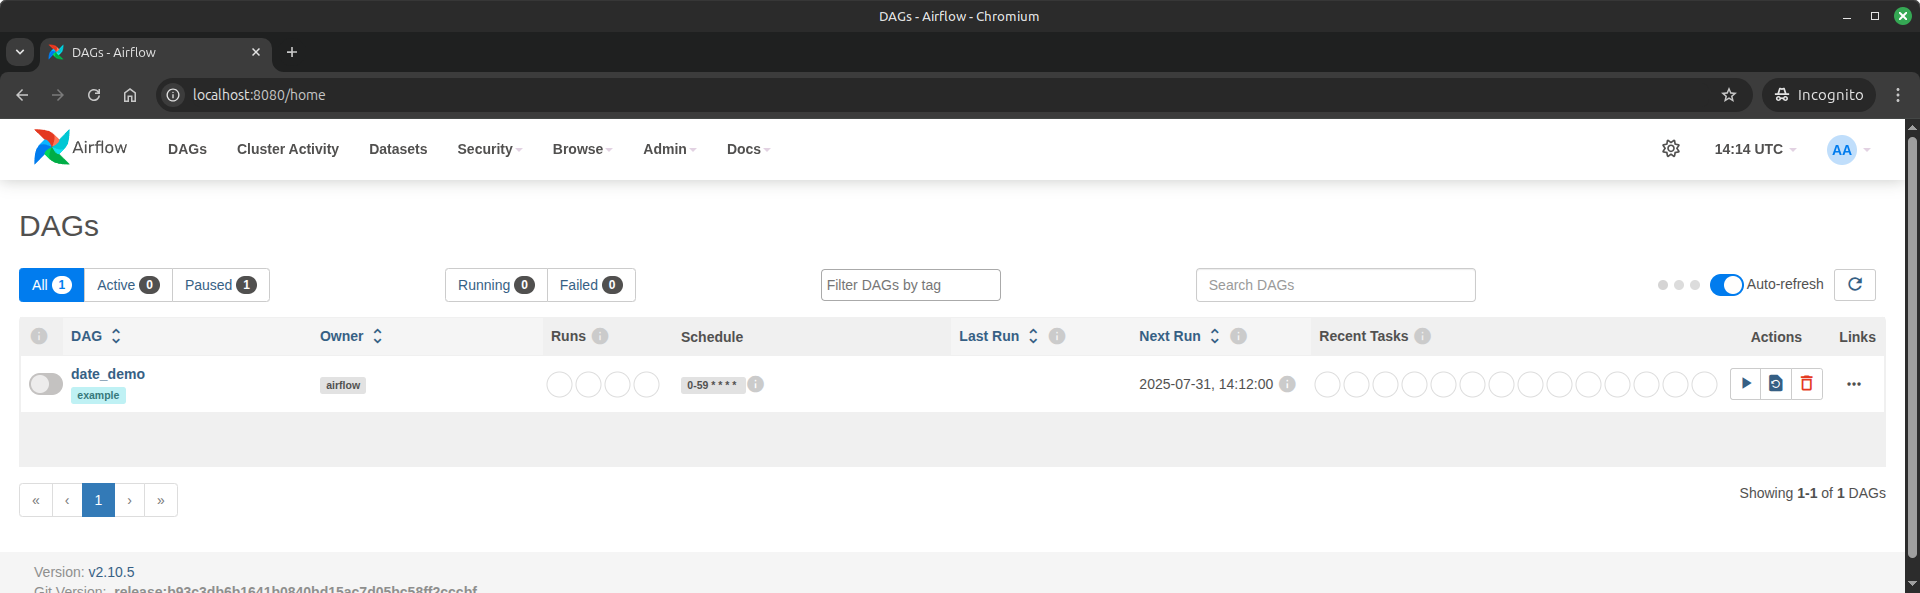 DAGs - Airflow - Chromium
DAGs - Airflow
localhost:8080/home
Incognito
Airflow DAGs Cluster Activity Datasets Security Browse Admin Docs 14:14 UTC AA
DAGs
All 1 Active 0 Paused 1 Running 0 Failed 0 Filter DAGs by tag Search DAGs Auto-refresh
DAG Owner Runs Schedule Last Run Next Run Recent Tasks Actions Links
date_demo airflow 0-59 * * * * 2025-07-31, 14:12:00
example
« ‹ 1 › »
Showing 1-1 of 1 DAGs
Version: v2.10.5
Git Version: